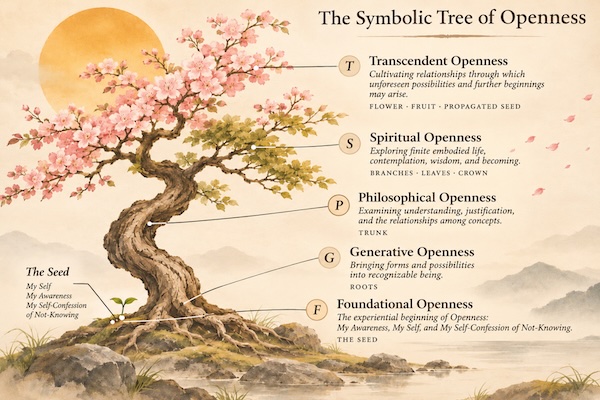 The Symbolic Tree of Openness
T
Transcendent Openness
Cultivating relationships through which
unforeseen possibilities and further beginnings
may arise.
FLOWER · FRUIT · PROPAGATED SEED
S
Spiritual Openness
Exploring finite embodied life,
contemplation, wisdom, and becoming.
BRANCHES · LEAVES · CROWN
P
Philosophical Openness
Examining understanding, justification,
and the relationships among concepts.
TRUNK
G
Generative Openness
Bringing forms and possibilities
into recognizable being.
ROOTS
The Seed
My Self
My Awareness
My Self-Confession
of Not-Knowing
F
Foundational Openness
The experiential beginning of Openness:
My Awareness, My Self, and My Self-Confession of Not-Knowing.
THE SEED